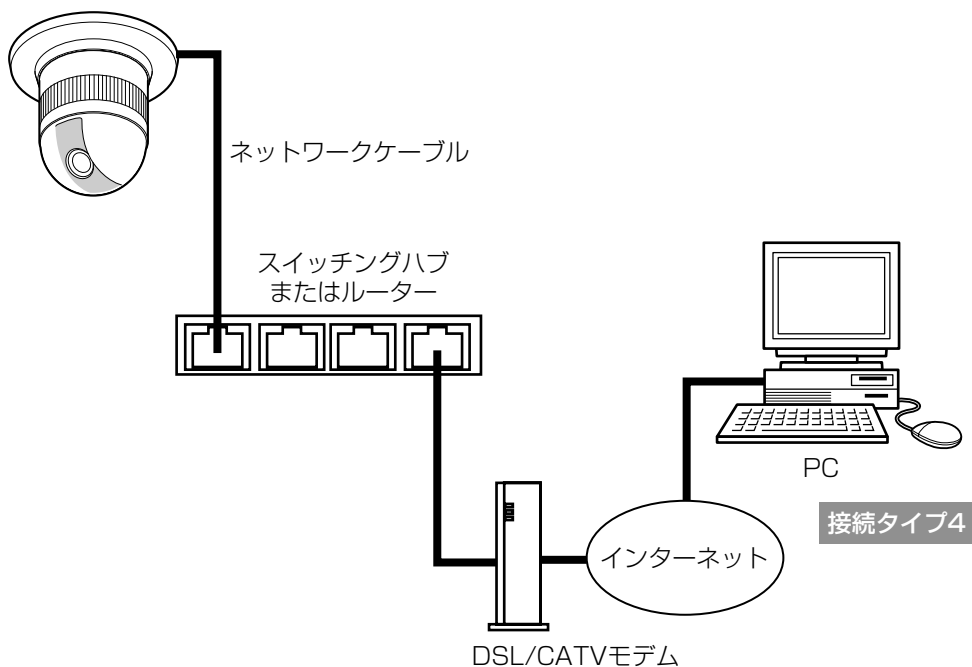 ネットワークケーブル
スイッチングハブ
またはルーター
PC
接続タイプ4
インターネット
DSL/CATVモデム